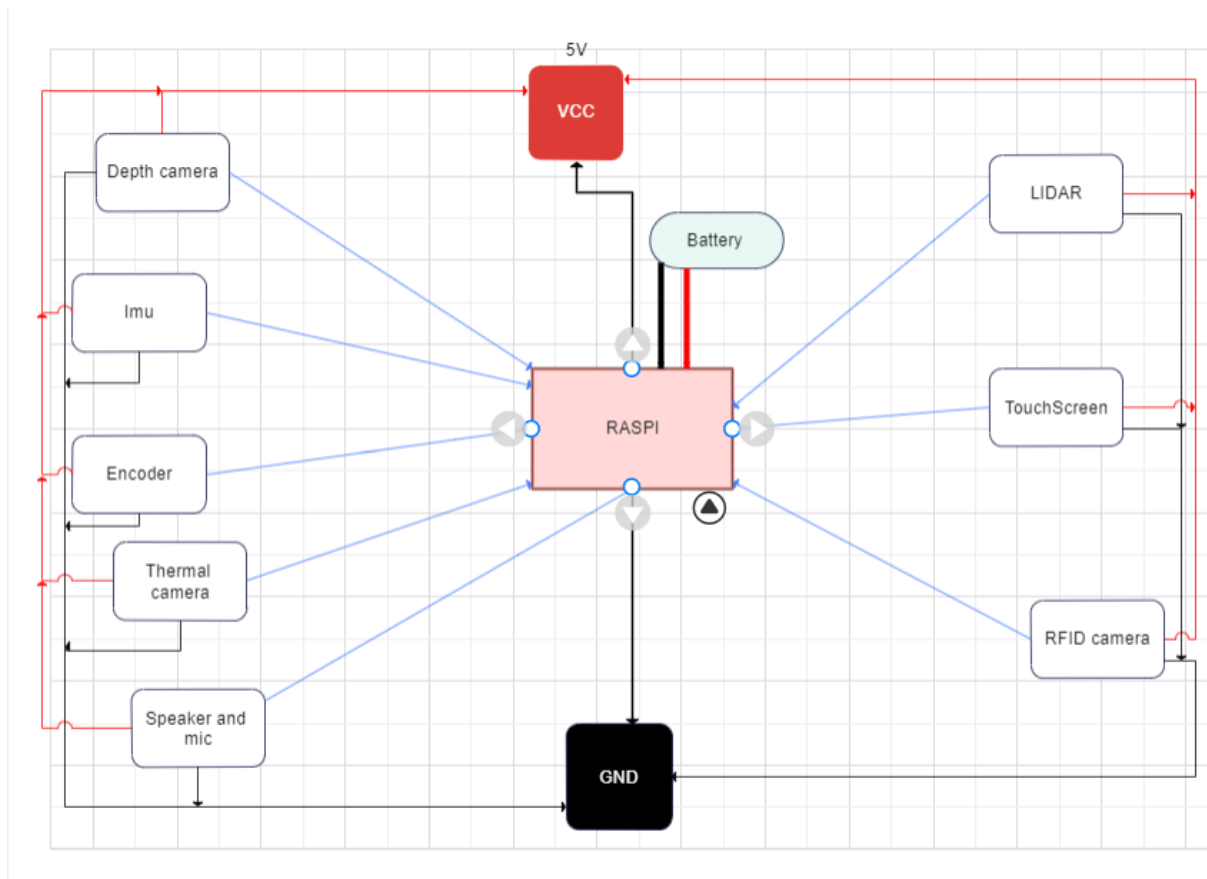 5V
VCC
Depth camera
LIDAR
Battery
Imu
TouchScreen
RASPI
Encoder
Thermal
camera
RFID camera
Speaker and
mic
GND